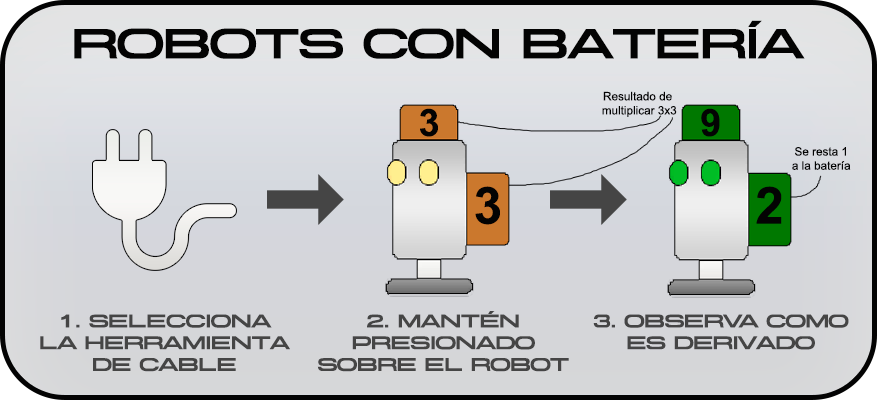 ROBOTS CON BATERÍA
Resultado de
multiplicar 3x3
3
3
9
Se resta 1
a la batería
2
1. SELECCIONA
LA HERRAMIENTA
DE CABLE
2. MANTÉN
PRESIONADO
SOBRE EL ROBOT
3. OBSERVA COMO
ES DERIVADO